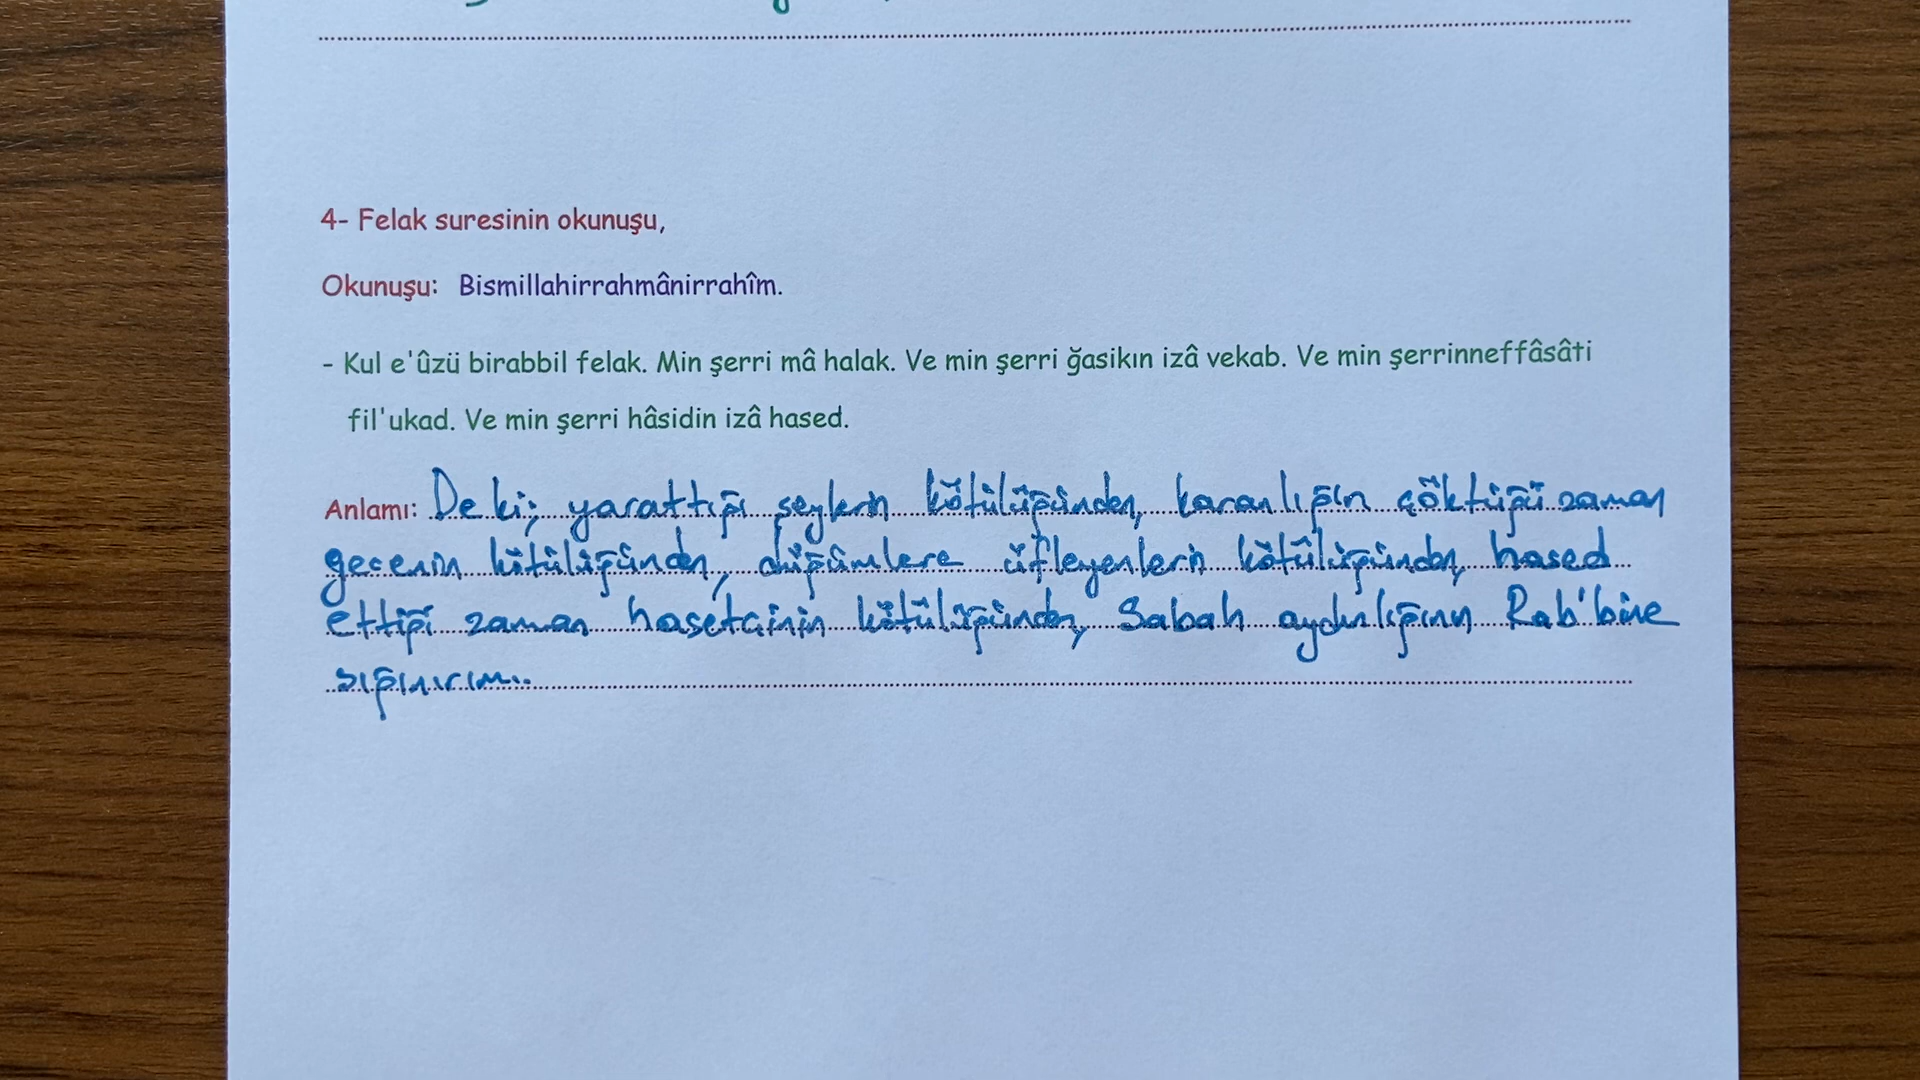 4- Felak suresinin okunuşu,
Okunuşu: Bismillahirrahmânirrahîm.
- Kul e'ûzü birabbil felak. Min şerri mâ halak. Ve min şerri ğasikın izâ vekab. Ve min şerrinneffâsâti
fil'ukad. Ve min şerri hâsidin izâ hased.
Anlamı: De ki; yarattığı şeylerin kötülüğünden, karanlığın çöktüğü zaman
gecenin kötülüğünden, düğümlere üfleyenlerin kötülüğünden, hased
ettiği zaman hasetcinin kötülüğünden, Sabah aydınlığının Rab'bine
sığınırım.